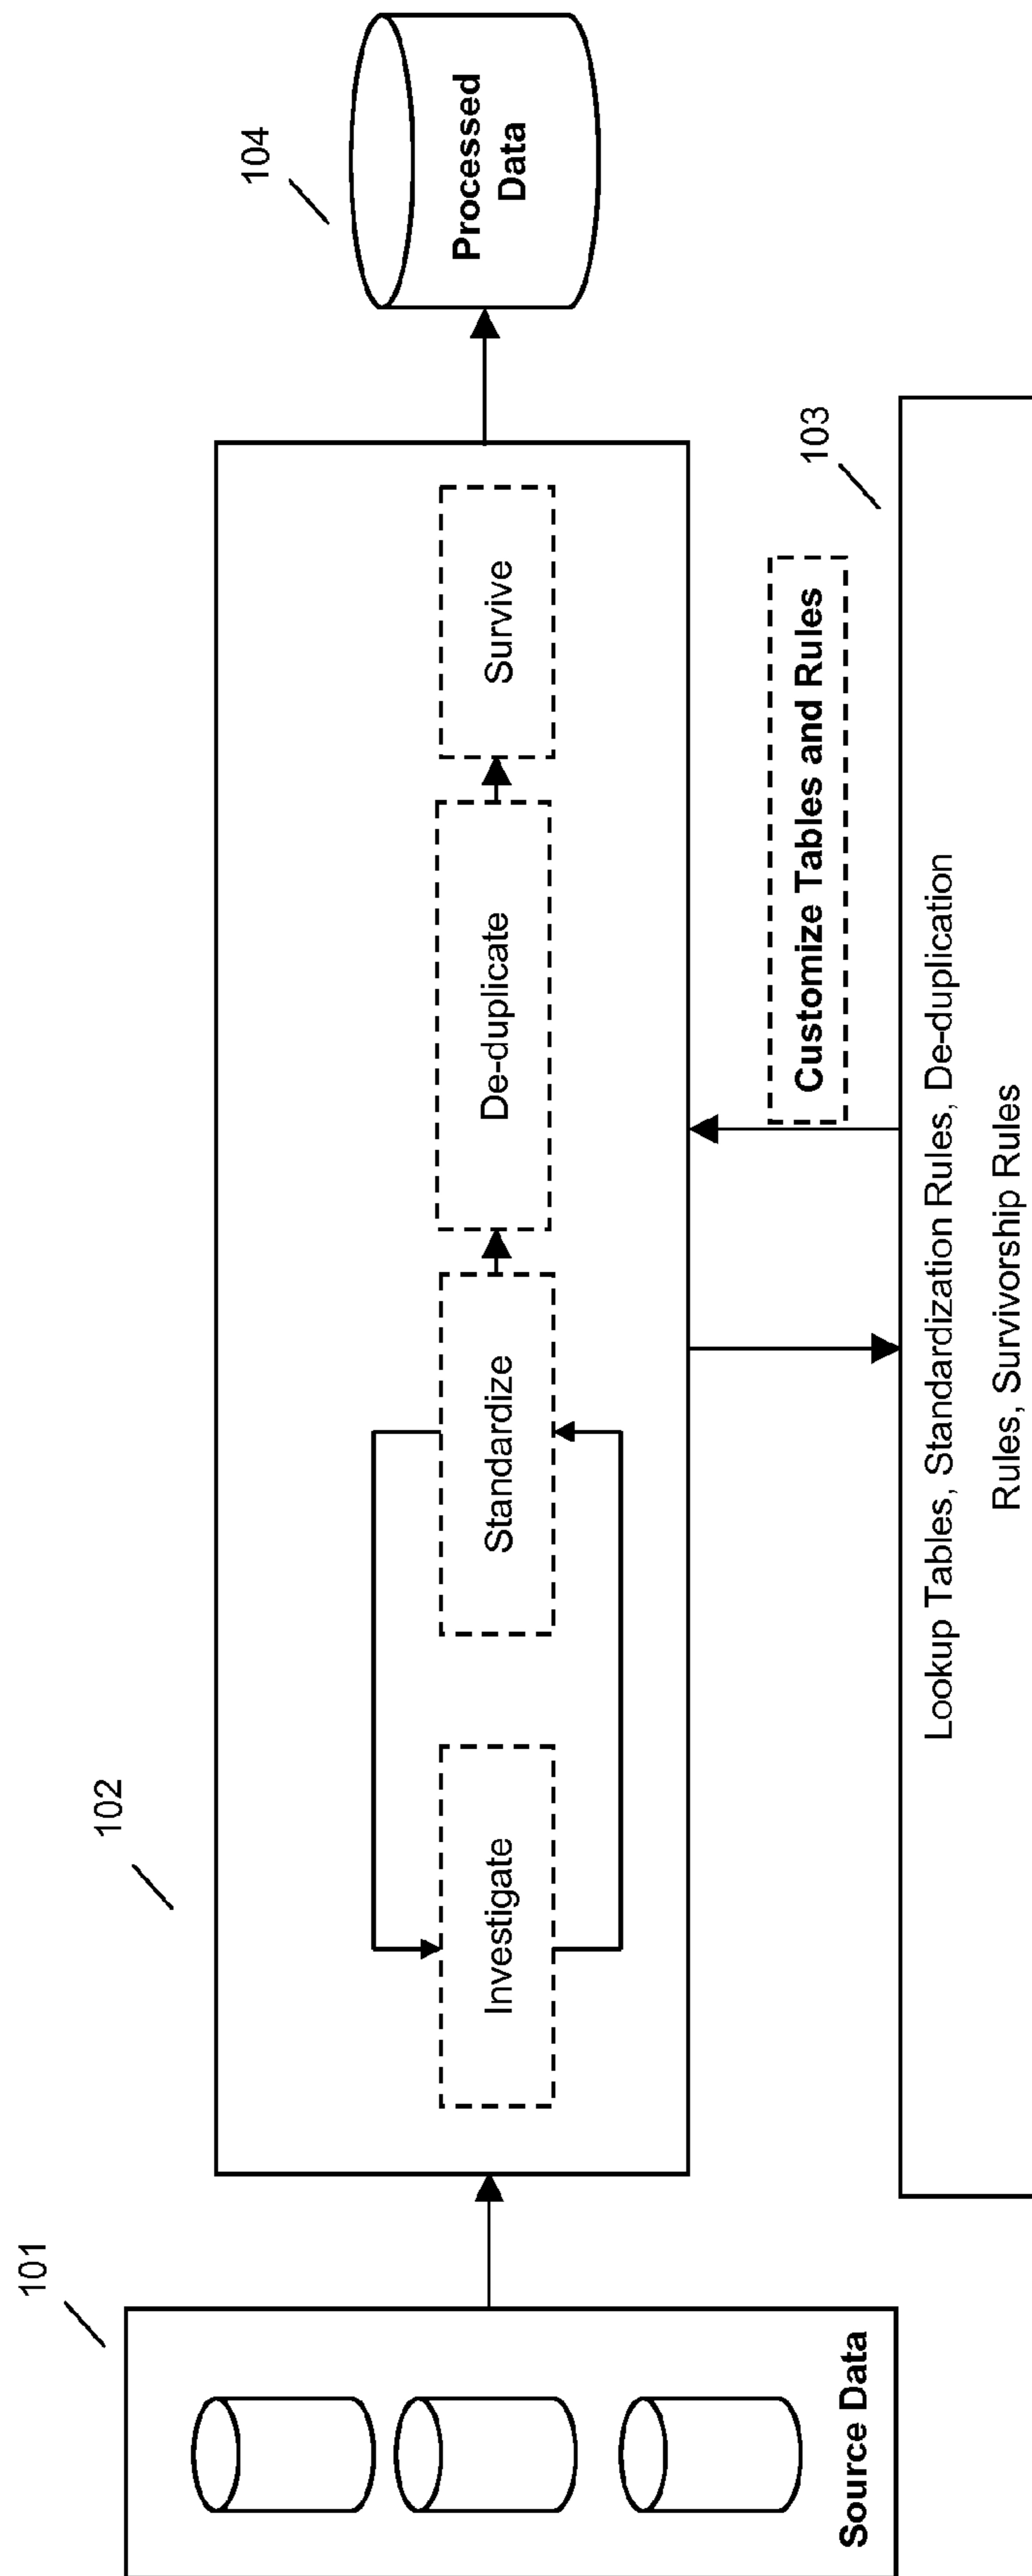 101
Source Data
102
Investigate
Standardize
De-duplicate
Survive
104
Processed
Data
103
Customize Tables and Rules
Lookup Tables, Standardization Rules, De-duplication
Rules, Survivorship Rules